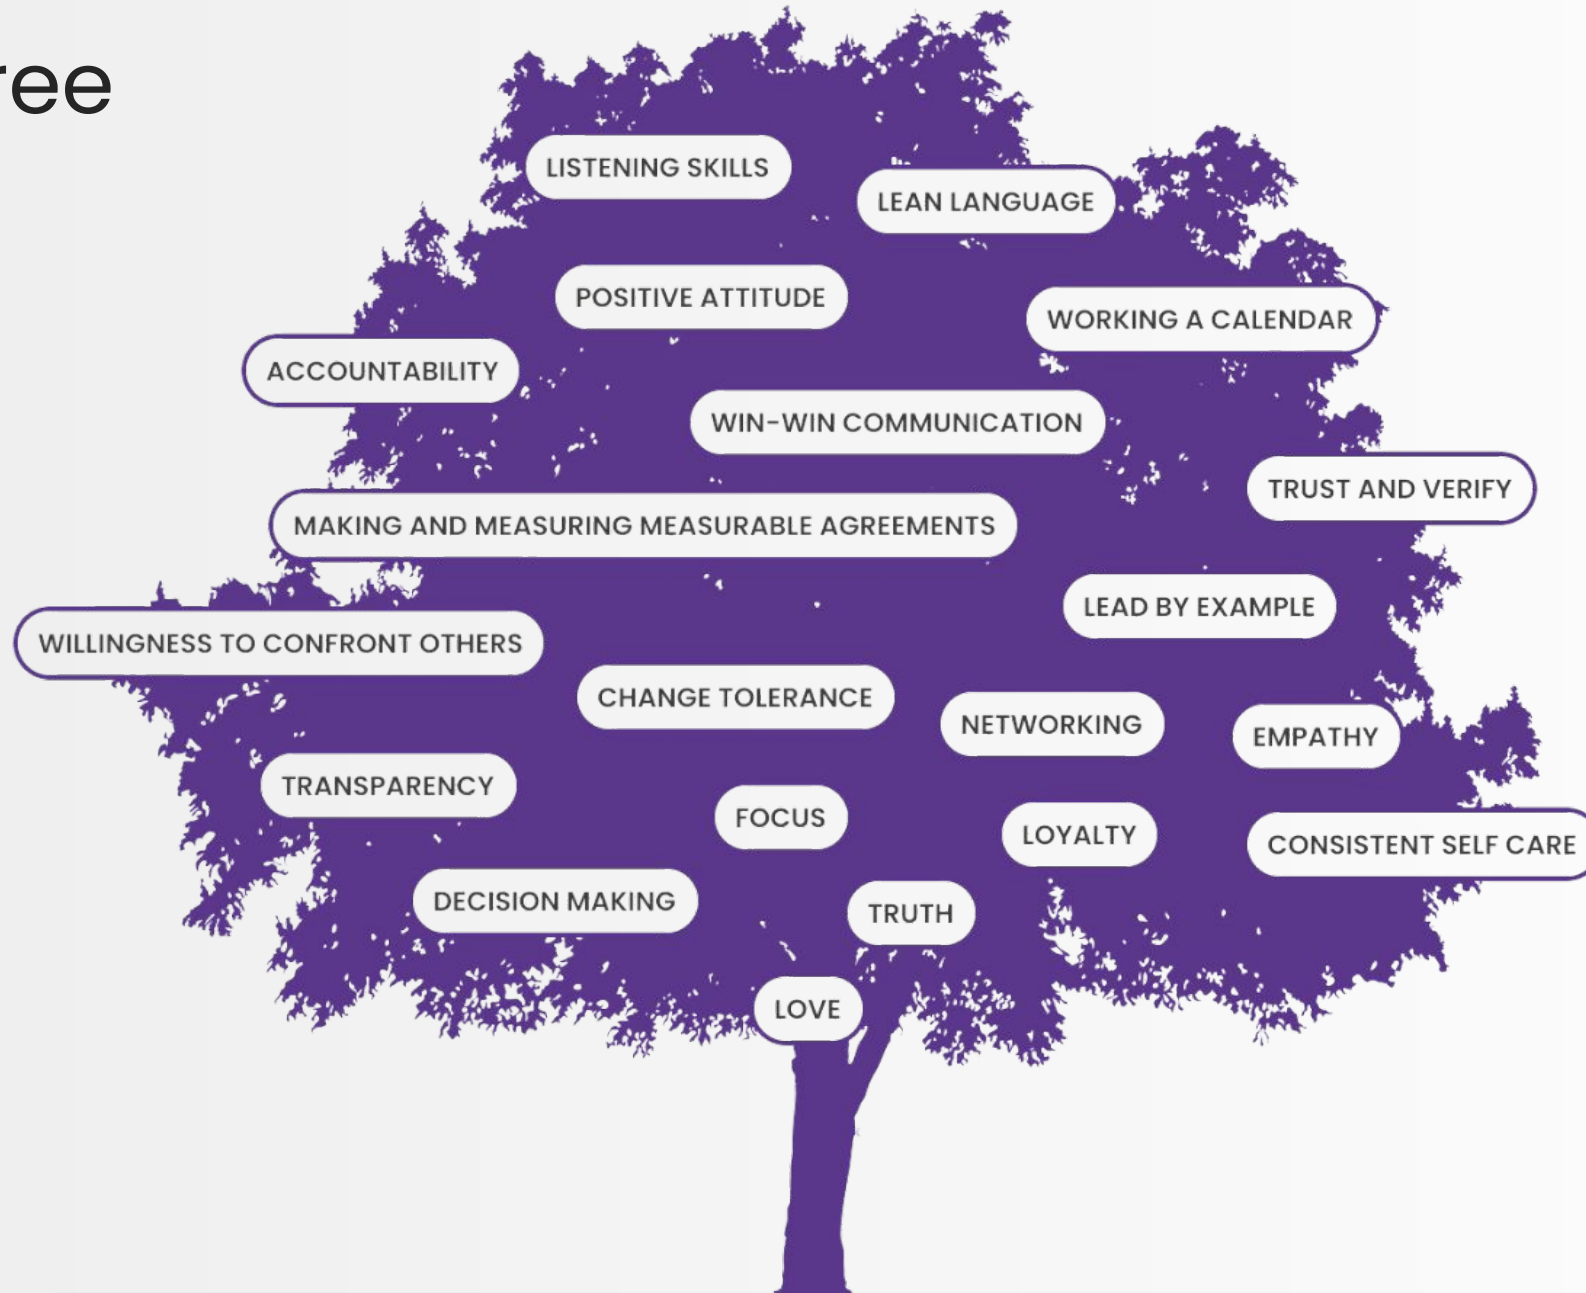 ree
LISTENING SKILLS
LEAN LANGUAGE
POSITIVE ATTITUDE
WORKING A CALENDAR
ACCOUNTABILITY
WIN-WIN COMMUNICATION
TRUST AND VERIFY
MAKING AND MEASURING MEASURABLE AGREEMENTS
LEAD BY EXAMPLE
WILLINGNESS TO CONFRONT OTHERS
CHANGE TOLERANCE
NETWORKING
EMPATHY
TRANSPARENCY
FOCUS
LOYALTY
CONSISTENT SELF CARE
DECISION MAKING
TRUTH
LOVE